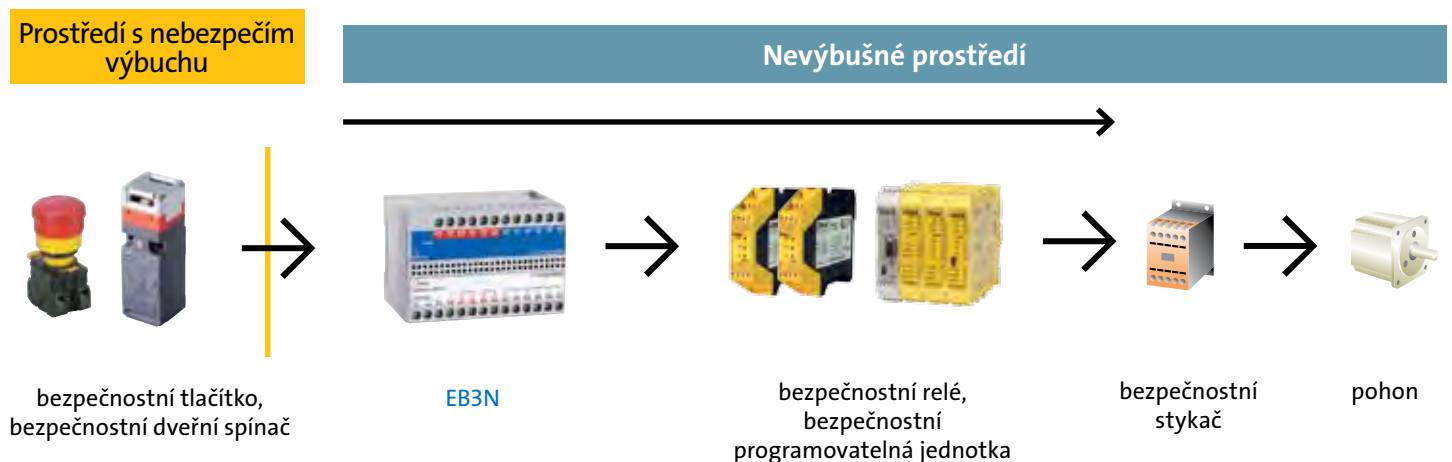 Prostředí s nebezpečím
výbuchu
Nevýbušné prostředí
bezpečnostní tlačítko,
bezpečnostní dveřní spínač
EB3N
bezpečnostní relé,
bezpečnostní
programovatelná jednotka
bezpečnostní
stykač
pohon